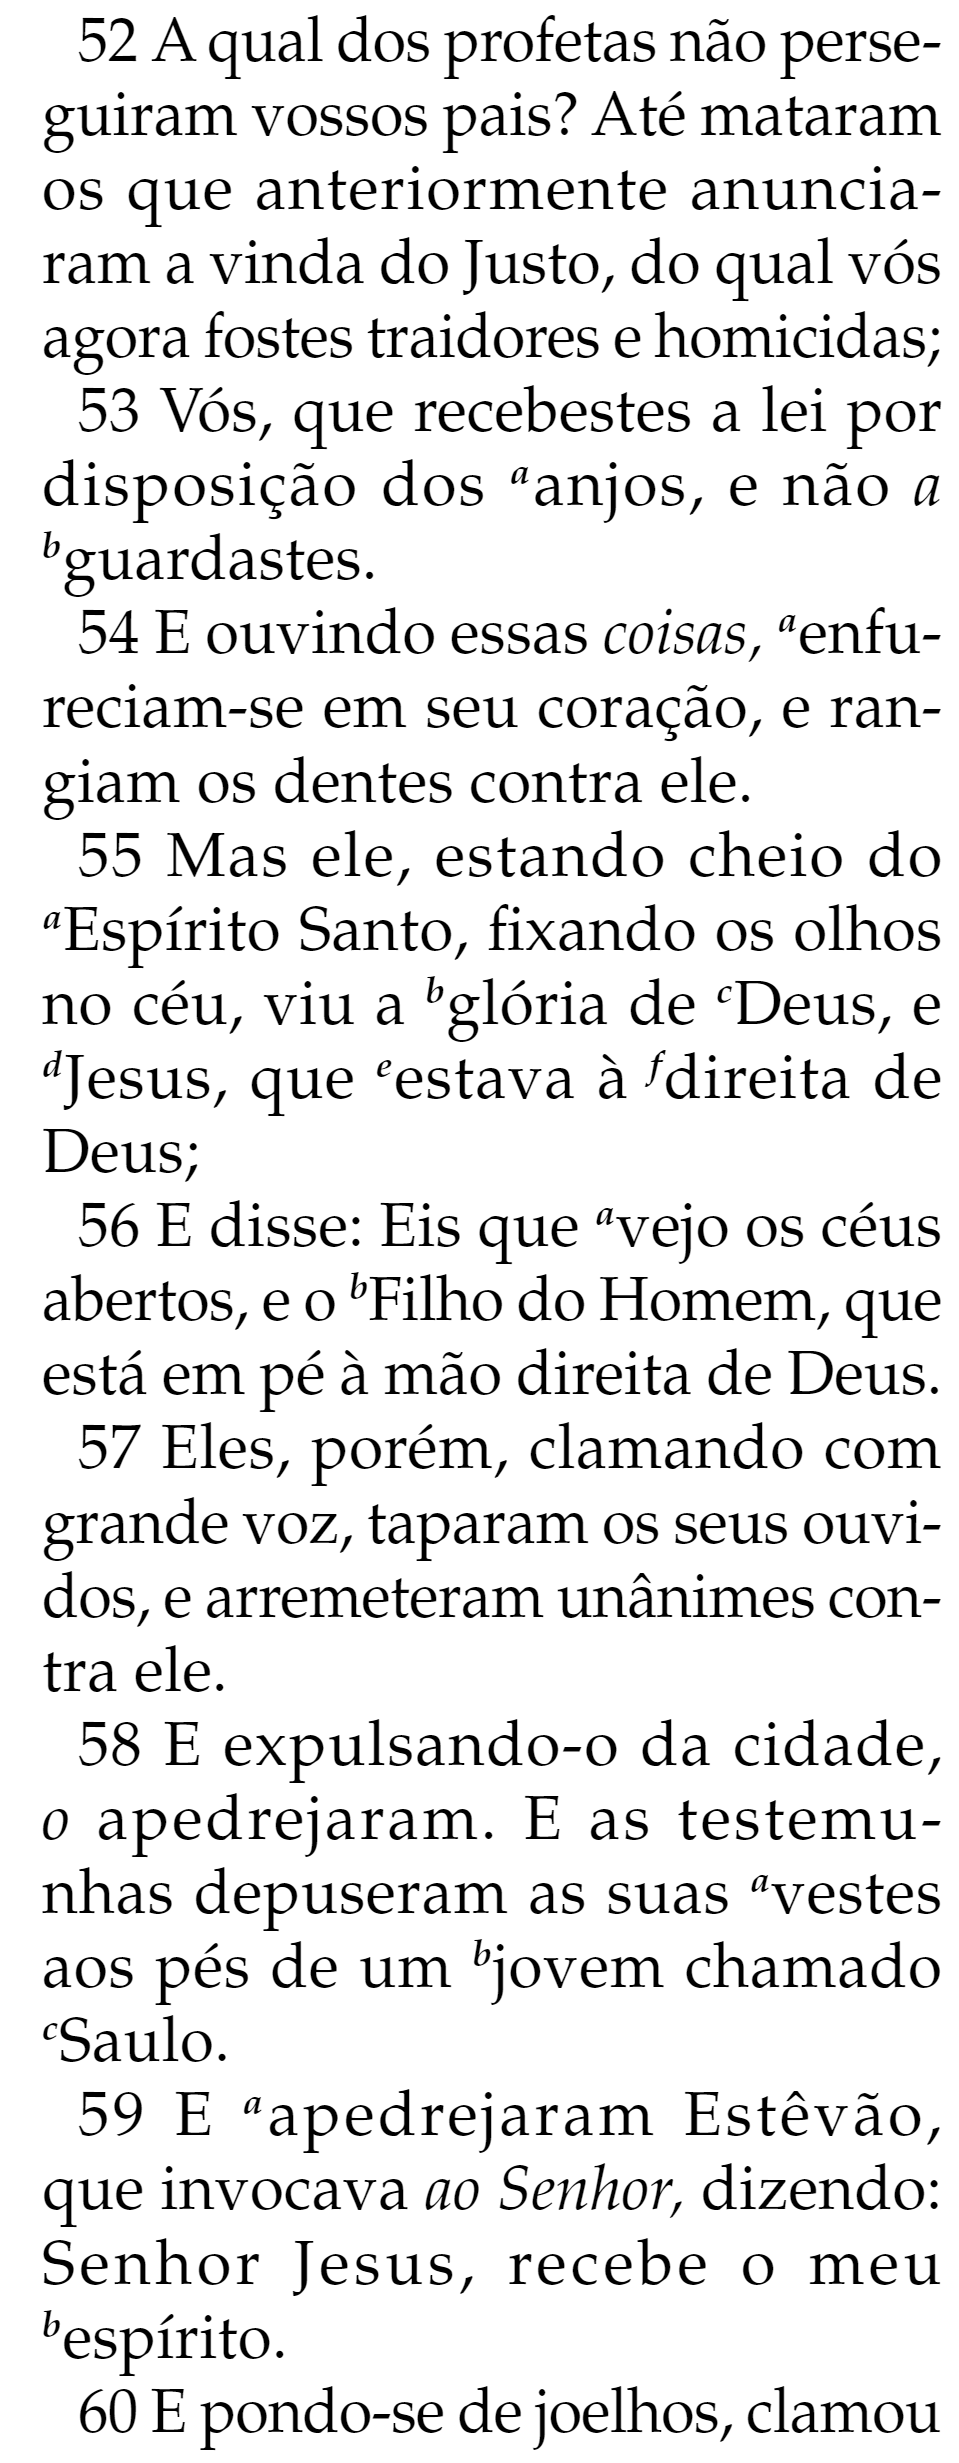 52 A qual dos profetas não perse-
guiram vossos pais? Até mataram
os que anteriormente anuncia-
ram a vinda do Justo, do qual vós
agora fostes traidores e homicidas;
53 Vós, que recebestes a lei por
disposição dos ᵃanjos, e não a
ᵇguardastes.
54 E ouvindo essas coisas, ᵃenfu-
reciam-se em seu coração, e ran-
giam os dentes contra ele.
55 Mas ele, estando cheio do
ᵃEspírito Santo, fixando os olhos
no céu, viu a ᵇglória de ᶜDeus, e
ᵈJesus, que ᵉestava à ᶠdireita de
Deus;
56 E disse: Eis que ᵃvejo os céus
abertos, e o ᵇFilho do Homem, que
está em pé à mão direita de Deus.
57 Eles, porém, clamando com
grande voz, taparam os seus ouvi-
dos, e arremeteram unânimes con-
tra ele.
58 E expulsando-o da cidade,
o apedrejaram. E as testemu-
nhas depuseram as suas ᵃvestes
aos pés de um ᵇjovem chamado
ᶜSaulo.
59 E ᵃapedrejaram Estêvão,
que invocava ao Senhor, dizendo:
Senhor Jesus, recebe o meu
ᵇespírito.
60 E pondo-se de joelhos, clamou